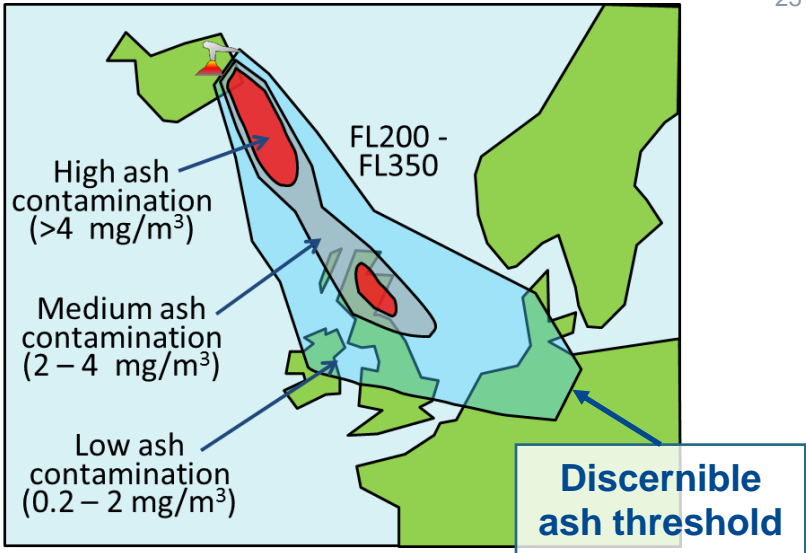 FL200 -
FL350
High ash
contamination
(>4 mg/m³)
Medium ash
contamination
(2 – 4 mg/m³)
Low ash
contamination
(0.2 – 2 mg/m³)
Discernible
ash threshold